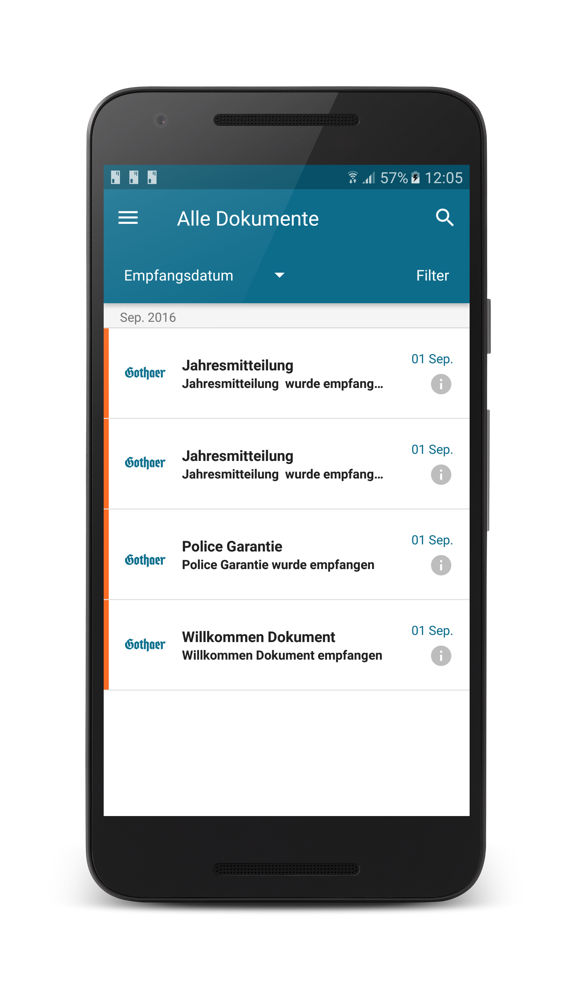 57% 12:05
Alle Dokumente
Empfangsdatum Filter
Sep. 2016
Gothaer Jahresmitteilung 01 Sep.
Jahresmitteilung wurde empfang...
Gothaer Jahresmitteilung 01 Sep.
Jahresmitteilung wurde empfang...
Gothaer Police Garantie 01 Sep.
Police Garantie wurde empfangen
Gothaer Willkommen Dokument 01 Sep.
Willkommen Dokument empfangen